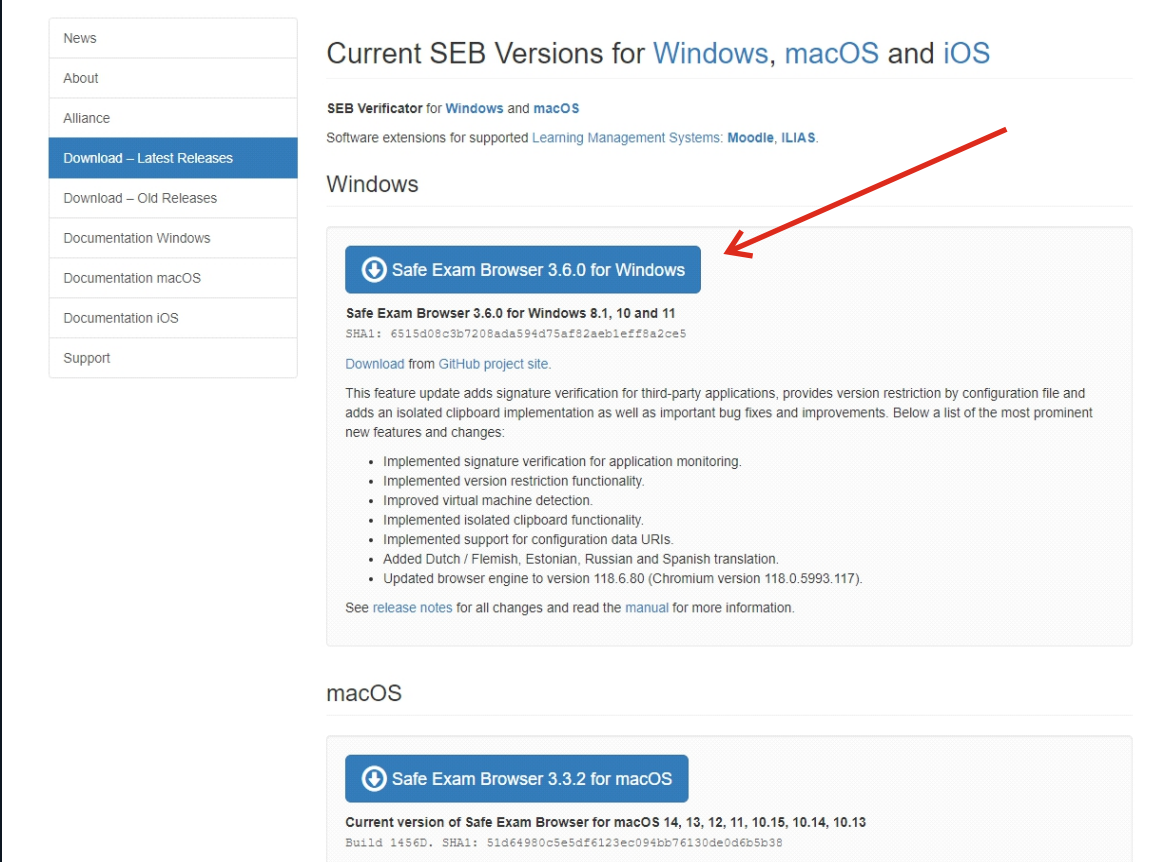 News
About
Alliance
Download – Latest Releases
Download – Old Releases
Documentation Windows
Documentation macOS
Documentation iOS
Support
Current SEB Versions for Windows, macOS and iOS
SEB Verificator for Windows and macOS
Software extensions for supported Learning Management Systems: Moodle, ILIAS.
Windows
Safe Exam Browser 3.6.0 for Windows
Safe Exam Browser 3.6.0 for Windows 8.1, 10 and 11
SHA1: 6515d08c3b7208ada594d75af82aeb1eff8a2ce5
Download from GitHub project site.
This feature update adds signature verification for third-party applications, provides version restriction by configuration file and
adds an isolated clipboard implementation as well as important bug fixes and improvements. Below a list of the most prominent
new features and changes:
• Implemented signature verification for application monitoring.
• Implemented version restriction functionality.
• Improved virtual machine detection.
• Implemented isolated clipboard functionality.
• Implemented support for configuration data URIs.
• Added Dutch / Flemish, Estonian, Russian and Spanish translation.
• Updated browser engine to version 118.6.80 (Chromium version 118.0.5993.117).
See release notes for all changes and read the manual for more information.
macOS
Safe Exam Browser 3.3.2 for macOS
Current version of Safe Exam Browser for macOS 14, 13, 12, 11, 10.15, 10.14, 10.13
Build 1456D. SHA1: 51d64980c5e5df6123ec094bb76130de0d6b5b38